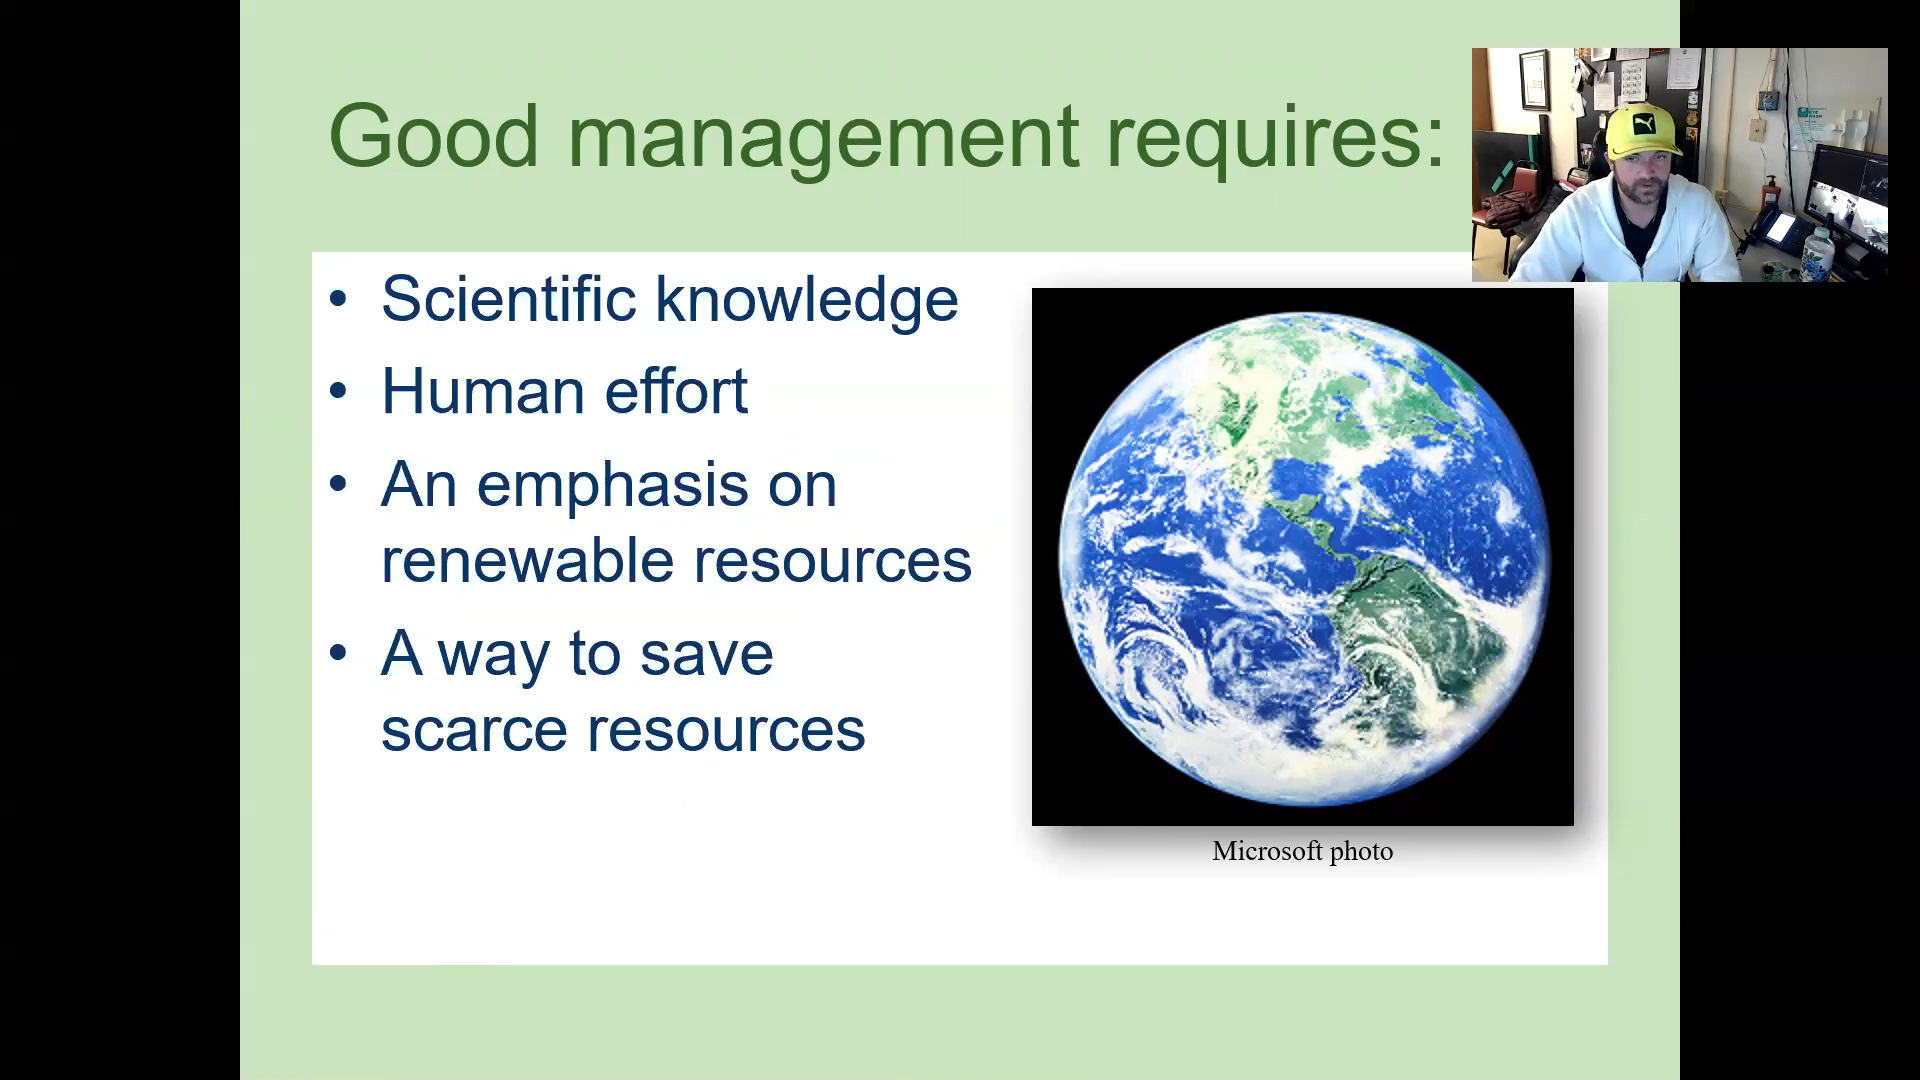 Good management requires:
• Scientific knowledge
• Human effort
• An emphasis on
renewable resources
• A way to save
scarce resources
Microsoft photo